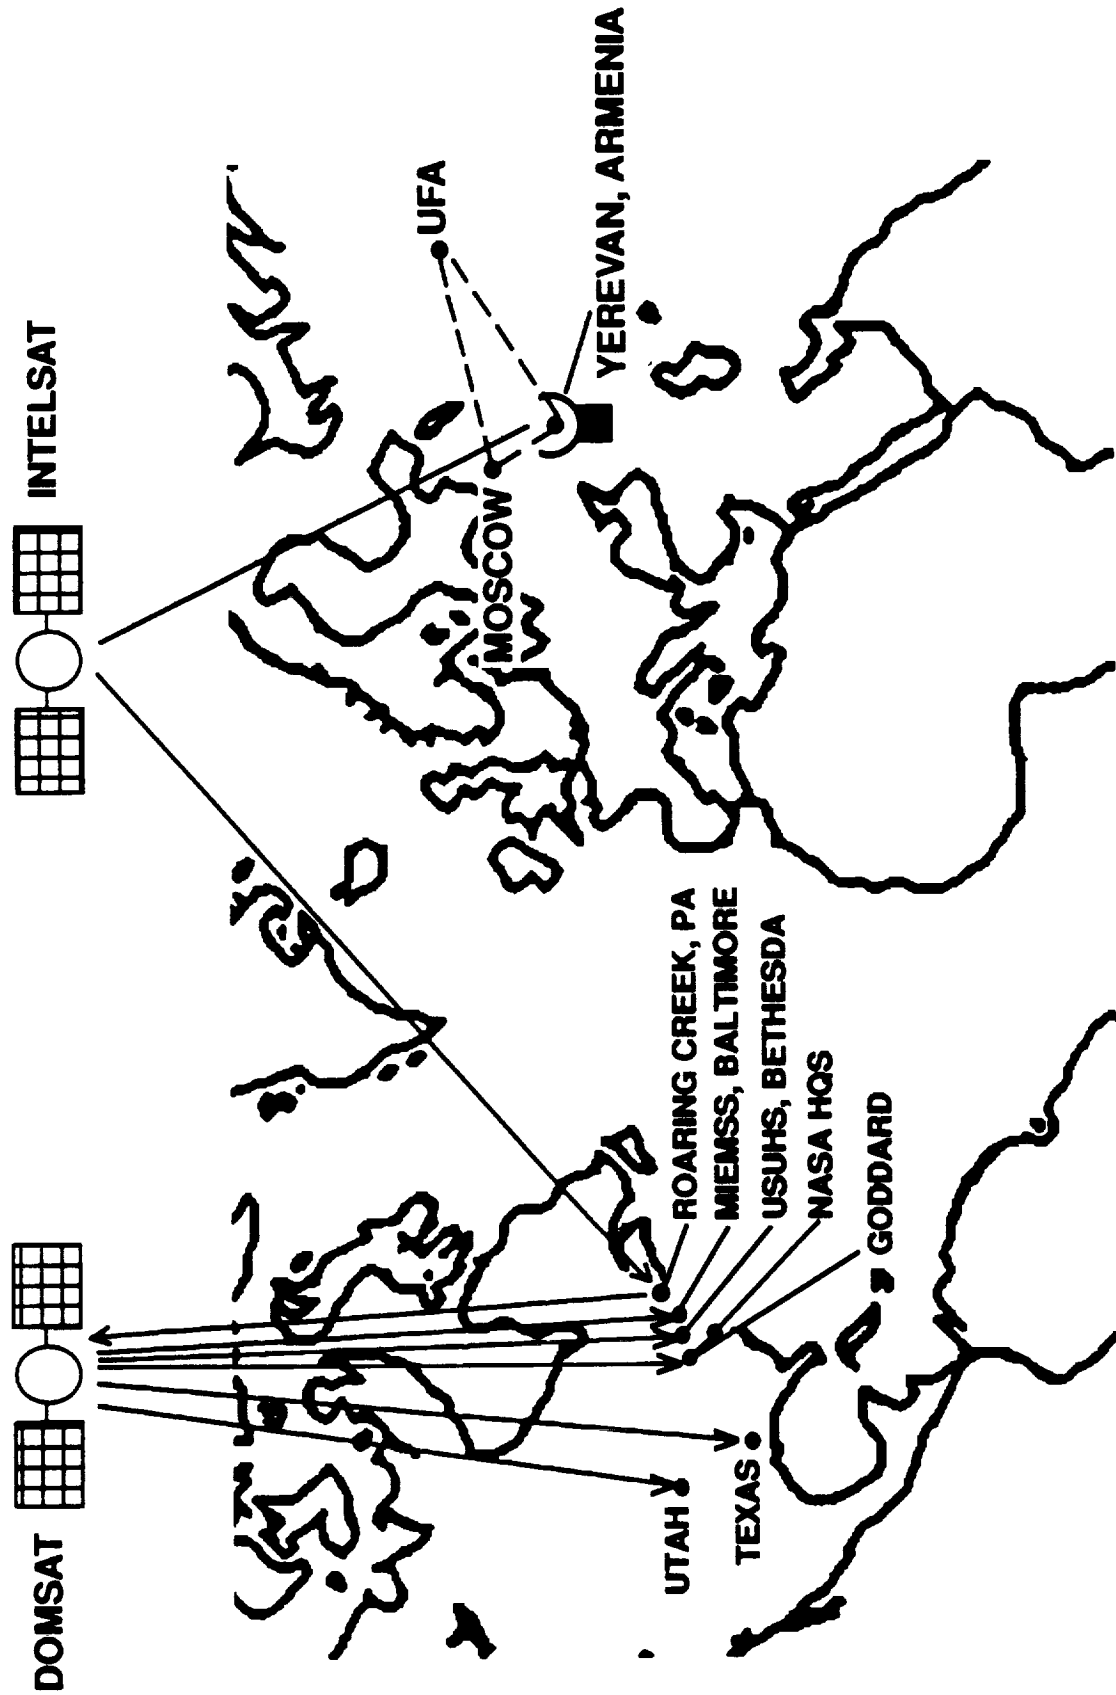 DOMSAT
INTELSAT
UFA
MOSCOW
YEREVAN, ARMENIA
ROARING CREEK, PA
MIEMSS, BALTIMORE
USUHS, BETHESDA
NASA HQS
GODDARD
UTAH
TEXAS